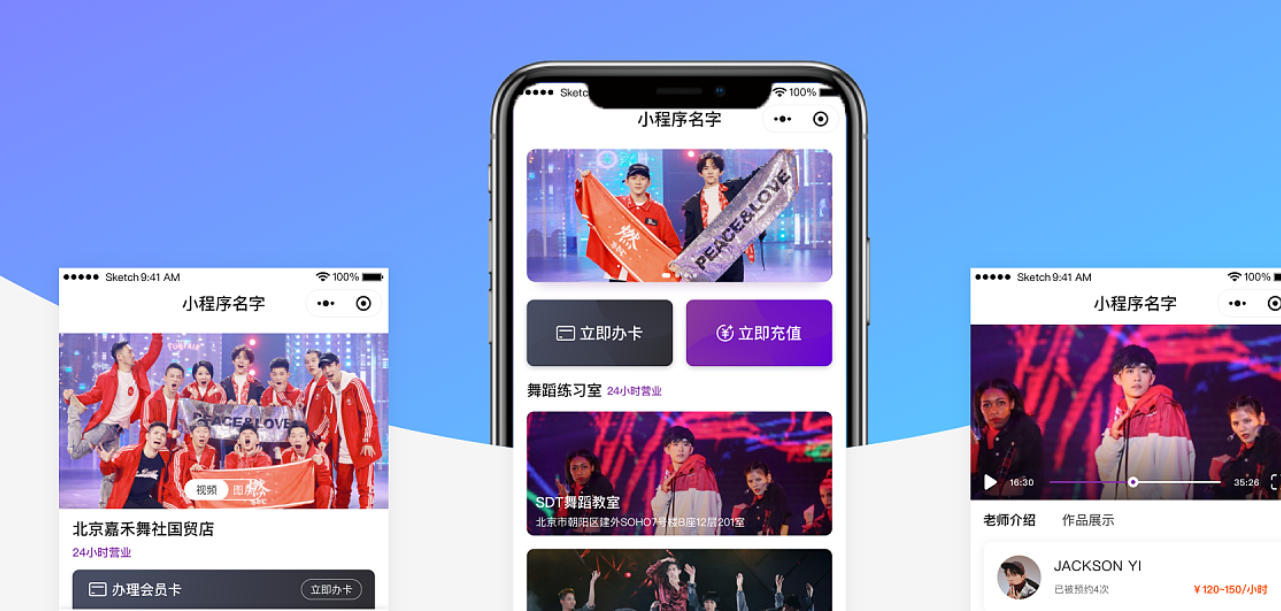 ●●●●● Sketch 9:41 AM
100%
小程序名字
PEACE&LOVE
燃
视频
图片
北京嘉禾舞社国贸店
24小时营业
办理会员卡
立即办卡
●●●● Sketc
100%
小程序名字
燃
PEACE&LOVE
立即办卡
立即充值
舞蹈练习室 24小时营业
SDT舞蹈教室
北京市朝阳区建外SOHO7号楼B座12层201室
●●●●● Sketch 9:41 AM
100%
小程序名字
16:30
35:26
老师介绍
作品展示
JACKSON YI
已被预约4次
¥120~150/小时